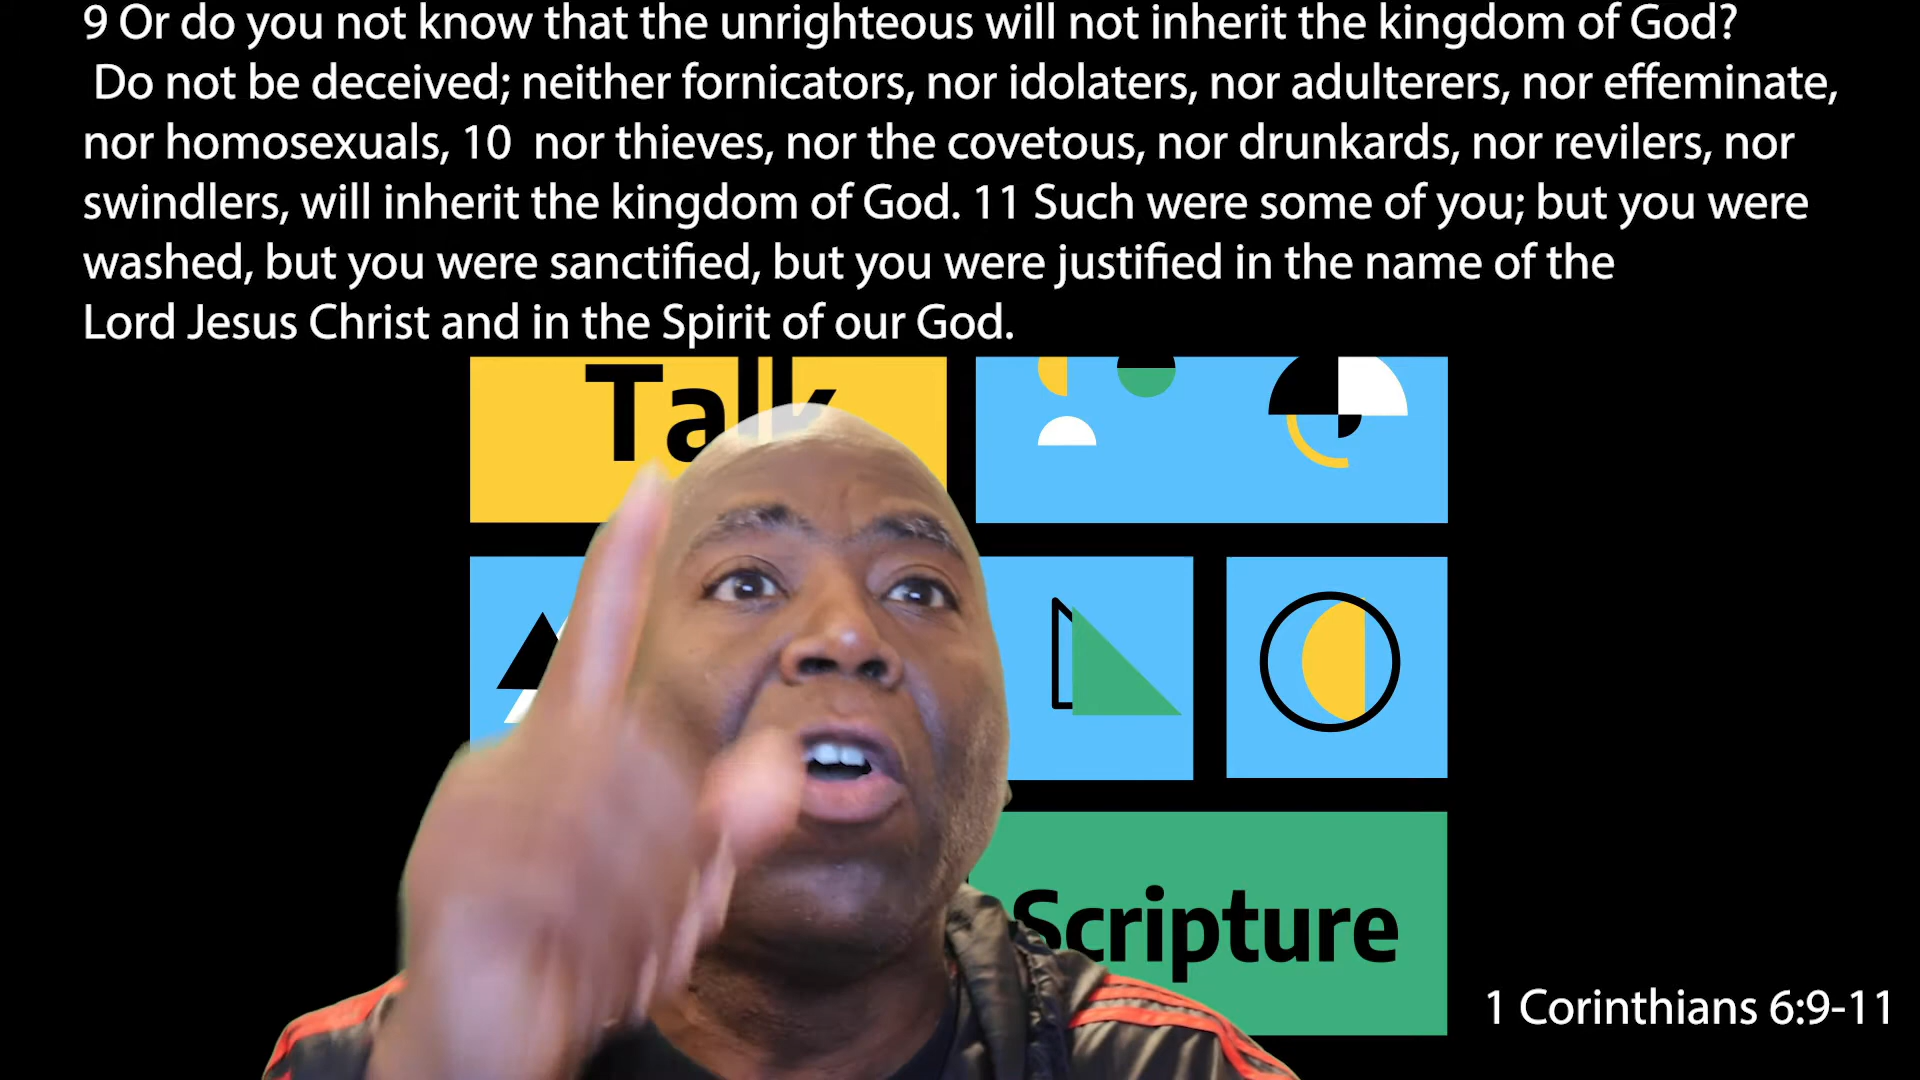 9 Or do you not know that the unrighteous will not inherit the kingdom of God?
Do not be deceived; neither fornicators, nor idolaters, nor adulterers, nor effeminate,
nor homosexuals, 10 nor thieves, nor the covetous, nor drunkards, nor revilers, nor
swindlers, will inherit the kingdom of God. 11 Such were some of you; but you were
washed, but you were sanctified, but you were justified in the name of the
Lord Jesus Christ and in the Spirit of our God.
Talk
Scripture
1 Corinthians 6:9-11